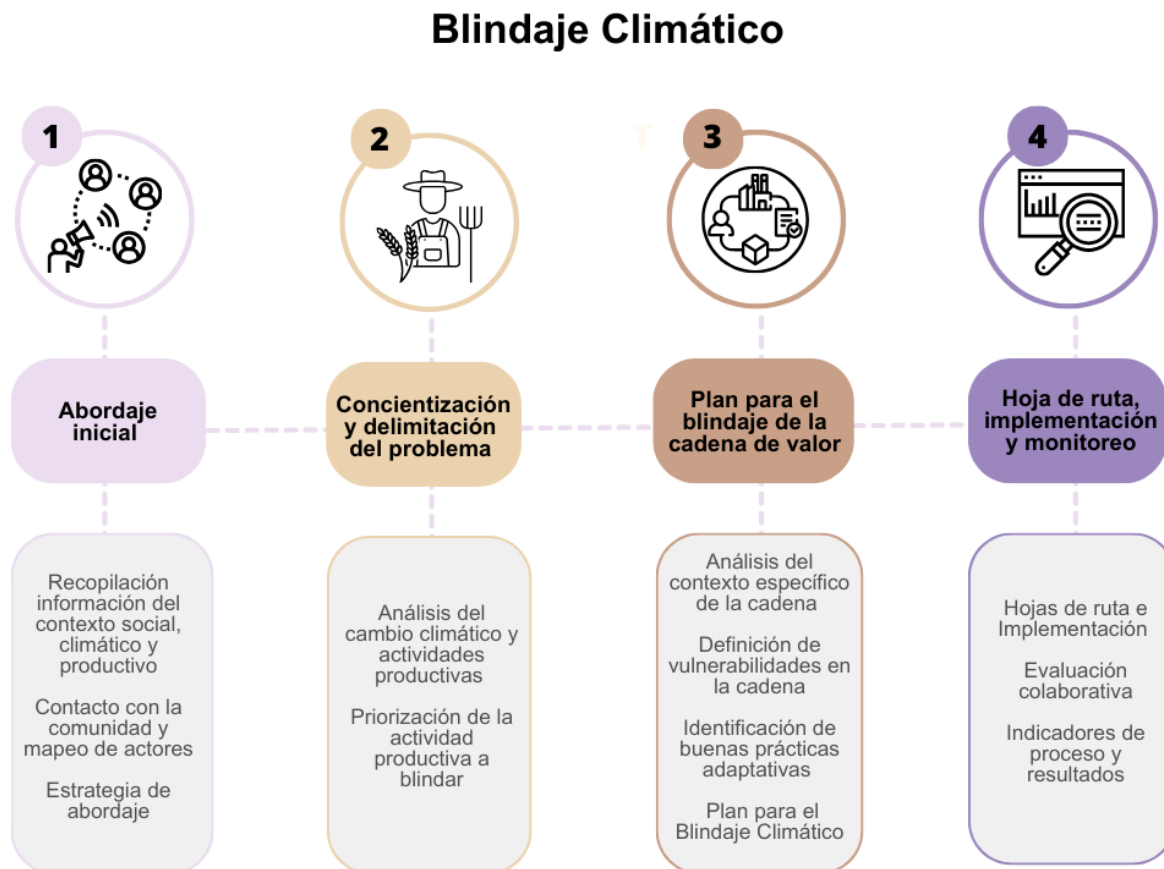 Blindaje Climático
1
2
T
3
4
Abordaje
inicial
Concientización
y delimitación
del problema
Plan para el
blindaje de la
cadena de valor
Hoja de ruta,
implementación
y monitoreo
Recopilación
información del
contexto social,
climático y
productivo
Contacto con la
comunidad y
mapeo de actores
Estrategia de
abordaje
Análisis del
cambio climático y
actividades
productivas
Priorización de la
actividad
productiva a
blindar
Análisis del
contexto específico
de la cadena
Definición de
vulnerabilidades en
la cadena
Identificación de
buenas prácticas
adaptativas
Plan para el
Blindaje Climático
Hojas de ruta e
Implementación
Evaluación
colaborativa
Indicadores de
proceso y
resultados